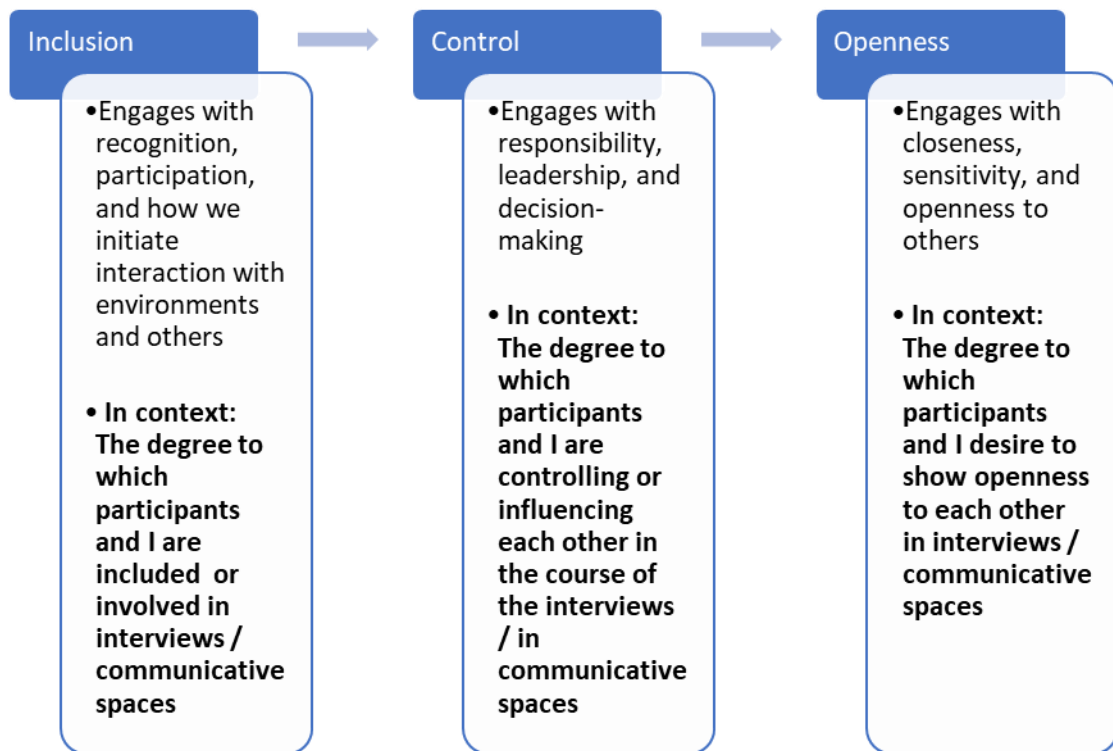 Inclusion
•Engages with
recognition,
participation,
and how we
initiate
interaction with
environments
and others
• In context:
The degree to
which
participants
and I are
included or
involved in
interviews /
communicative
spaces
Control
•Engages with
responsibility,
leadership, and
decision-
making
• In context:
The degree to
which
participants
and I are
controlling or
influencing
each other in
the course of
the interviews
/ in
communicative
spaces
Openness
•Engages with
closeness,
sensitivity, and
openness to
others
• In context:
The degree to
which
participants
and I desire to
show openness
to each other
in interviews /
communicative
spaces